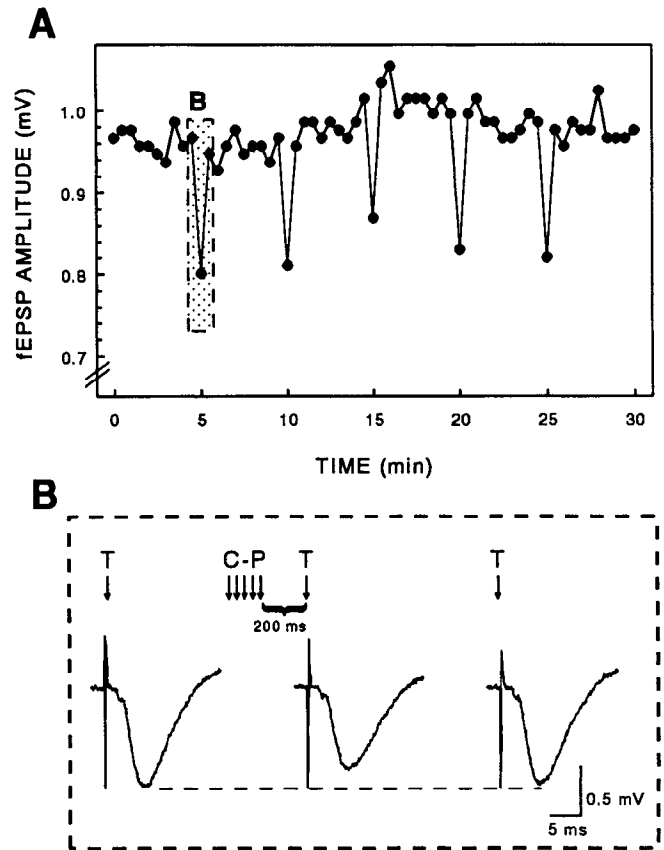 A
fEPSP AMPLITUDE (mV)
1.0
0.9
0.8
0.7
B
0 5 10 15 20 25 30
TIME (min)
B
T C-P T T
200 ms
0.5 mV
5 ms